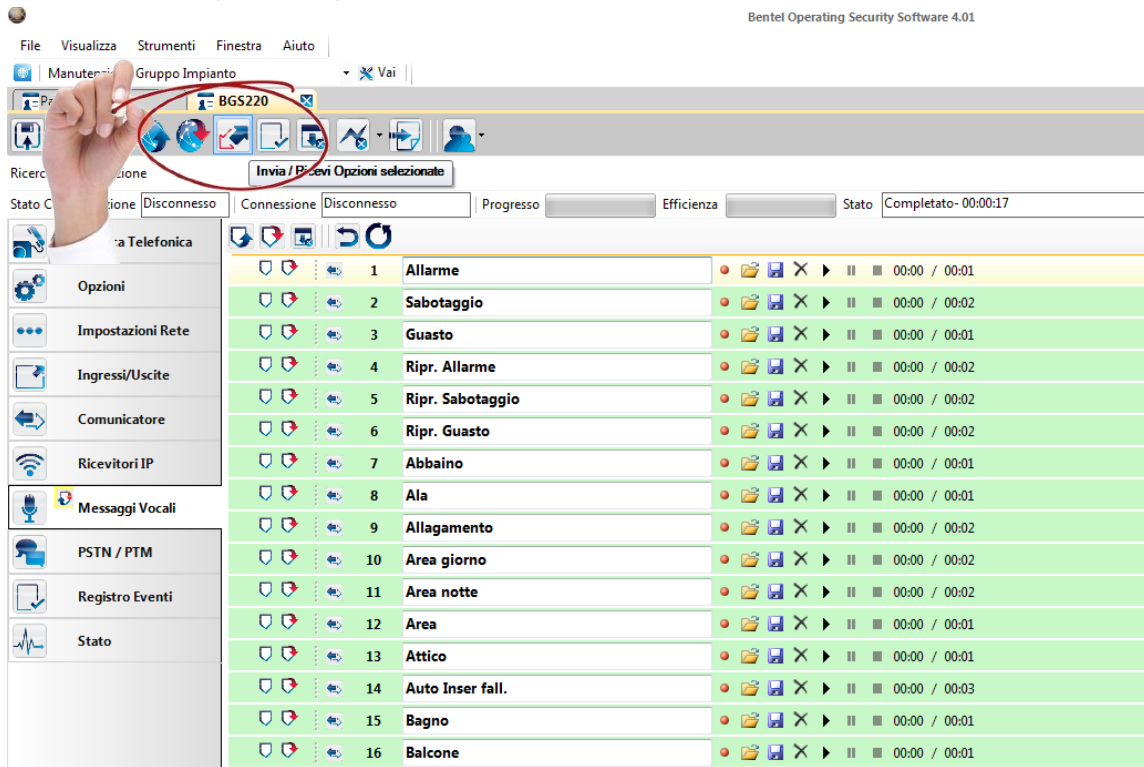 Bentel Operating Security Software 4.01
File Visualizza Strumenti Finestra Aiuto
Gruppo Impianto Vai
BGS220
Invia / Ricevi Opzioni selezionate
Disconnesso Connessione Disconnesso Progresso Efficienza Stato Completato- 00:00:17
Telefonica
Opzioni
Impostazioni Rete
Ingressi/Uscite
Comunicatore
Ricevitori IP
Messaggi Vocali
PSTN / PTM
Registro Eventi
Stato
1 Allarme 00:00 / 00:01
2 Sabotaggio 00:00 / 00:02
3 Guasto 00:00 / 00:01
4 Ripr. Allarme 00:00 / 00:02
5 Ripr. Sabotaggio 00:00 / 00:02
6 Ripr. Guasto 00:00 / 00:02
7 Abbaino 00:00 / 00:01
8 Ala 00:00 / 00:01
9 Allagamento 00:00 / 00:02
10 Area giorno 00:00 / 00:02
11 Area notte 00:00 / 00:02
12 Area 00:00 / 00:01
13 Attico 00:00 / 00:01
14 Auto Inser fall. 00:00 / 00:03
15 Bagno 00:00 / 00:01
16 Balcone 00:00 / 00:01